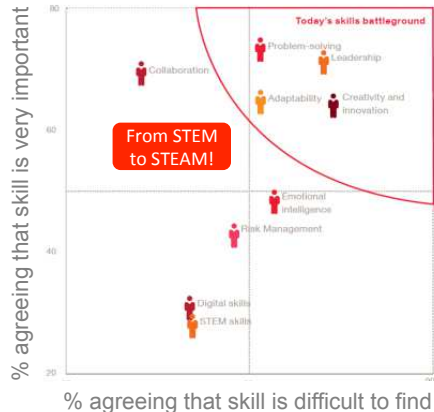 80
Today's skills battleground
Problem-solving
Leadership
Collaboration
Adaptability
Creativity and
innovation
From STEM
to STEAM!
60
Emotional
intelligence
Risk Management
40
Digital skills
STEM skills
20
% agreeing that skill is very important
% agreeing that skill is difficult to find